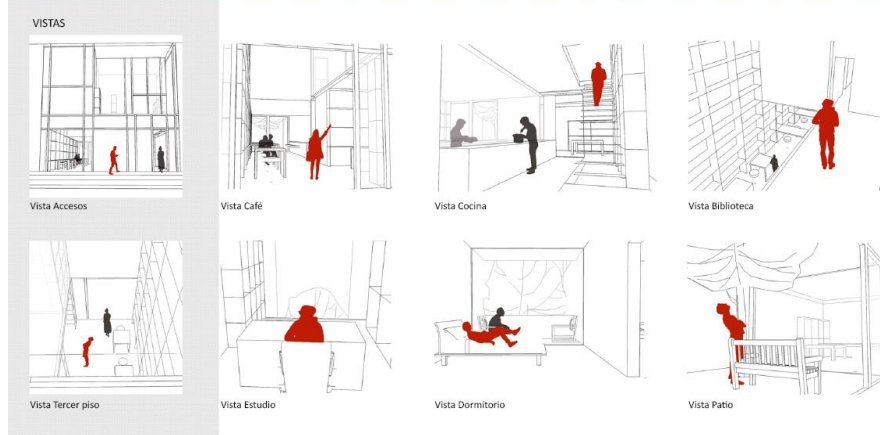 VISTAS
Vista Accesos
Vista Café
Vista Cocina
Vista Biblioteca
Vista Tercer piso
Vista Estudio
Vista Dormitorio
Vista Patio